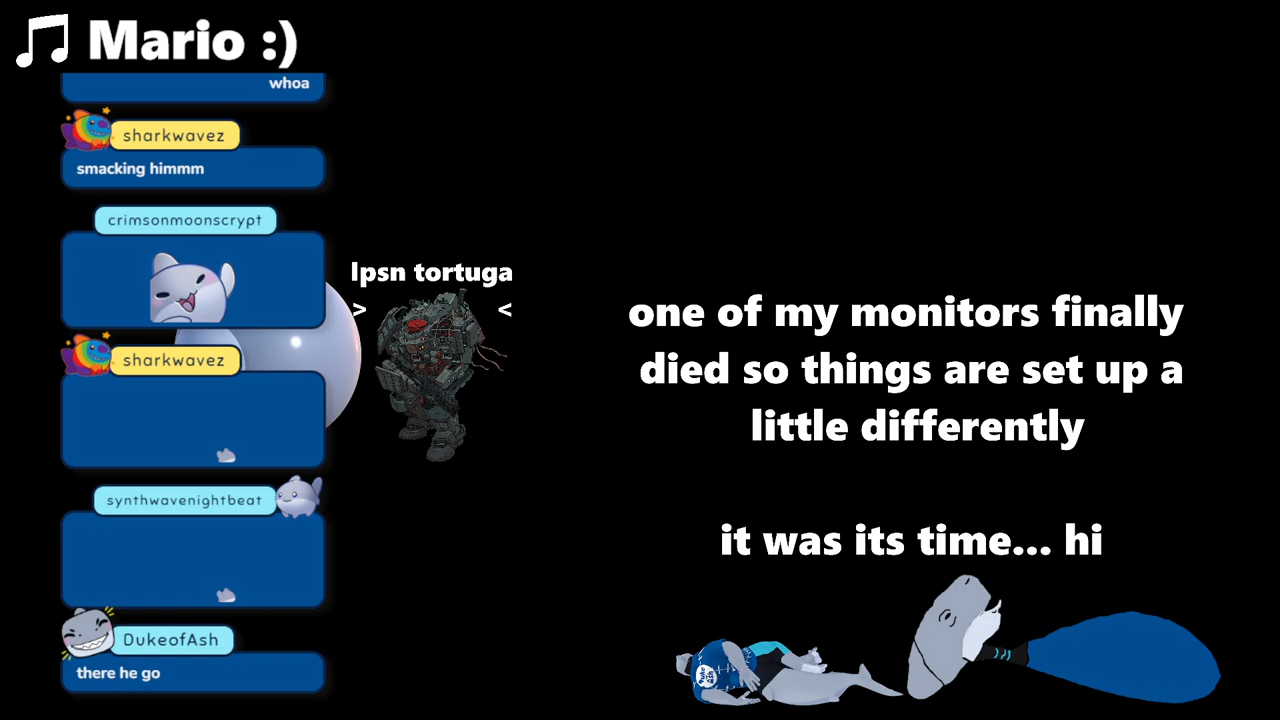 Mario :)
whoa
sharkwavez
smacking himmm
crimsonmoonscrypt
sharkwavez
synthwavenightbeat
DukeofAsh
there he go
lpsn tortuga
> <
one of my monitors finally
died so things are set up a
little differently
it was its time... hi